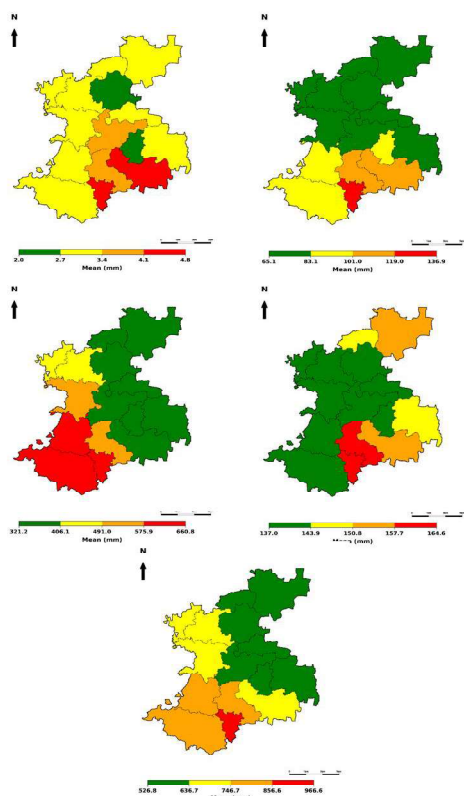 N
N
2.0 2.7 3.4 4.1 4.8
Mean (mm)
65.1 83.1 101.0 119.0 136.9
Mean (mm)
N
N
321.2 406.1 491.0 575.9 660.8
Mean (mm)
137.0 143.9 150.8 157.7 164.6
Mean (mm)
N
526.8 636.7 746.7 856.6 966.6